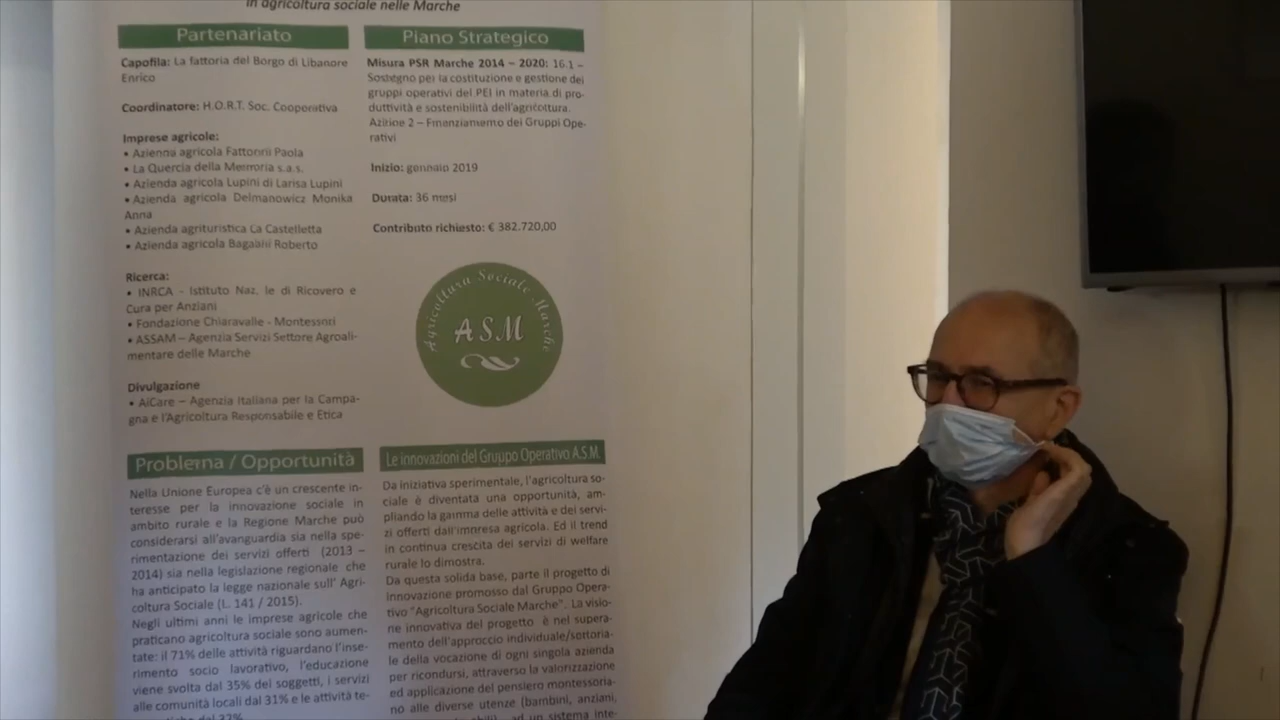 in agricoltura sociale nelle Marche
Partenariato
Capofila: La fattoria del Borgo di Libanore
Enrico
Coordinatore: H.O.R.T. Soc. Cooperativa
Imprese agricole:
• Azienna agricola Fattorini Paola
• La Quercia della Memoria s.a.s.
• Azienda agricola Lupini di Larisa Lupini
• Azienda agricola Delmanowicz Monika
Anna
• Azienda agrituristica La Castelletta
• Azienda agricola Roberto
Ricerca:
• INRCA - Istituto Naz. le di Ricovero e
Cura per Anziani
• Fondazione Chiaravalle - Montessori
• ASSAM – Agenzia Servizi Settore Agroali-
mentare delle Marche
Divulgazione
• AiCare – Agenzia Italiana per la Campa-
gna e l'Agricoltura Responsabile e Etica
Piano Strategico
Misura PSR Marche 2014 – 2020: 16.1 –
Sostegno per la costituzione e gestione dei
gruppi operativi del PEI in materia di pro-
duttività e sostenibilità dell'agricoltura.
Azione 2 – Finanziamento dei Gruppi Ope-
rativi
Inizio: gennaio 2019
Durata: 36 mesi
Contributo richiesto: € 382.720,00
Agricoltura Sociale Marche
ASM
Problema / Opportunità
Nella Unione Europea c'è un crescente in-
teresse per la innovazione sociale in
ambito rurale e la Regione Marche può
considerarsi all'avanguardia sia nella spe-
rimentazione dei servizi offerti (2013 –
2014) sia nella legislazione regionale che
ha anticipato la legge nazionale sull' Agri-
coltura Sociale (L. 141 / 2015).
Negli ultimi anni le imprese agricole che
praticano agricoltura sociale sono aumen-
tate: il 71% delle attività riguardano l'inse-
rimento socio lavorativo, l'educazione
viene svolta dal 35% dei soggetti, i servizi
alle comunità locali dal 31% e le attività te-
dal 22%
Le innovazioni del Gruppo Operativo A.S.M.
Da iniziativa sperimentale, l'agricoltura so-
ciale è diventata una opportunità, am-
pliando la gamma delle attività e dei servi-
zi offerti dall'impresa agricola. Ed il trend
in continua crescita dei servizi di welfare
rurale lo dimostra.
Da questa solida base, parte il progetto di
innovazione promosso dal Gruppo Opera-
tivo "Agricoltura Sociale Marche". La visio-
ne innovativa del progetto è nel supera-
mento dell'approccio individuale/settoria-
le della vocazione di ogni singola azienda
per ricondursi, attraverso la valorizzazione
ed applicazione del pensiero montessoria-
no alle diverse utenze (bambini, anziani,
ad un sistema inte-